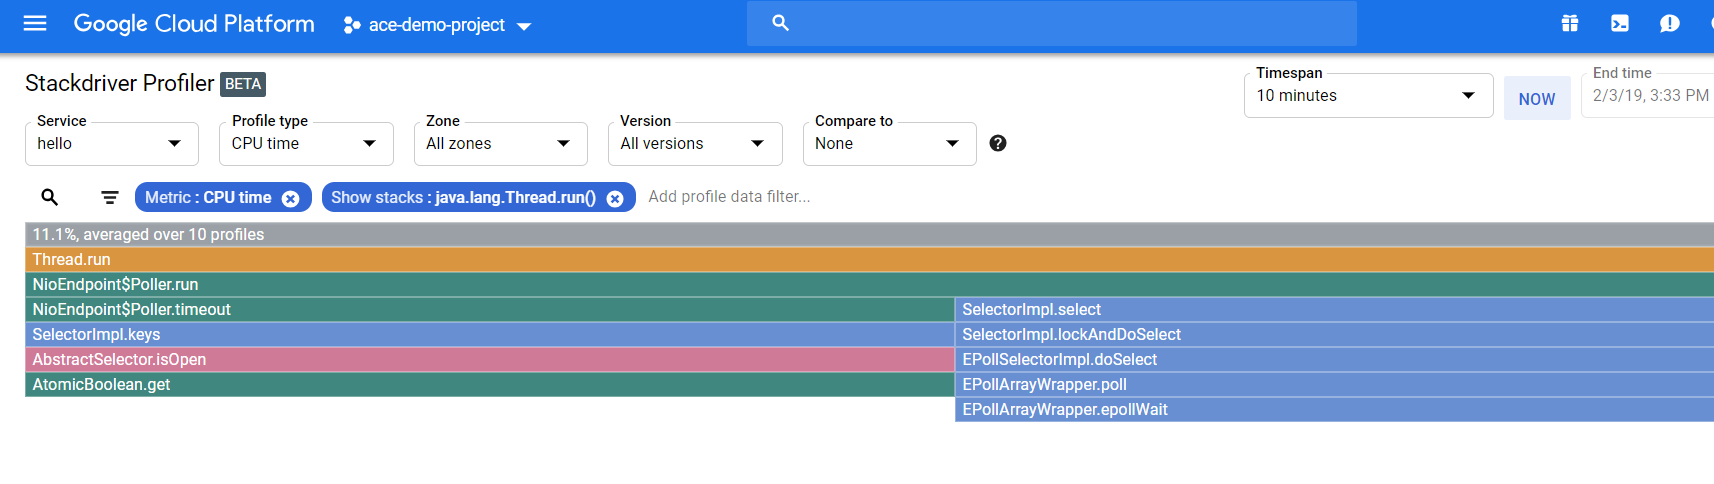 Google Cloud Platform ace-demo-project
Stackdriver Profiler BETA
Timespan
10 minutes
NOW
End time
2/3/19, 3:33 PM
Service
hello
Profile type
CPU time
Zone
All zones
Version
All versions
Compare to
None
Metric : CPU time Show stacks : java.lang.Thread.run() Add profile data filter...
11.1%, averaged over 10 profiles
Thread.run
NioEndpoint$Poller.run
NioEndpoint$Poller.timeout SelectorImpl.select
SelectorImpl.keys SelectorImpl.lockAndDoSelect
AbstractSelector.isOpen EPollSelectorImpl.doSelect
AtomicBoolean.get EPollArrayWrapper.poll
EPollArrayWrapper.epollWait